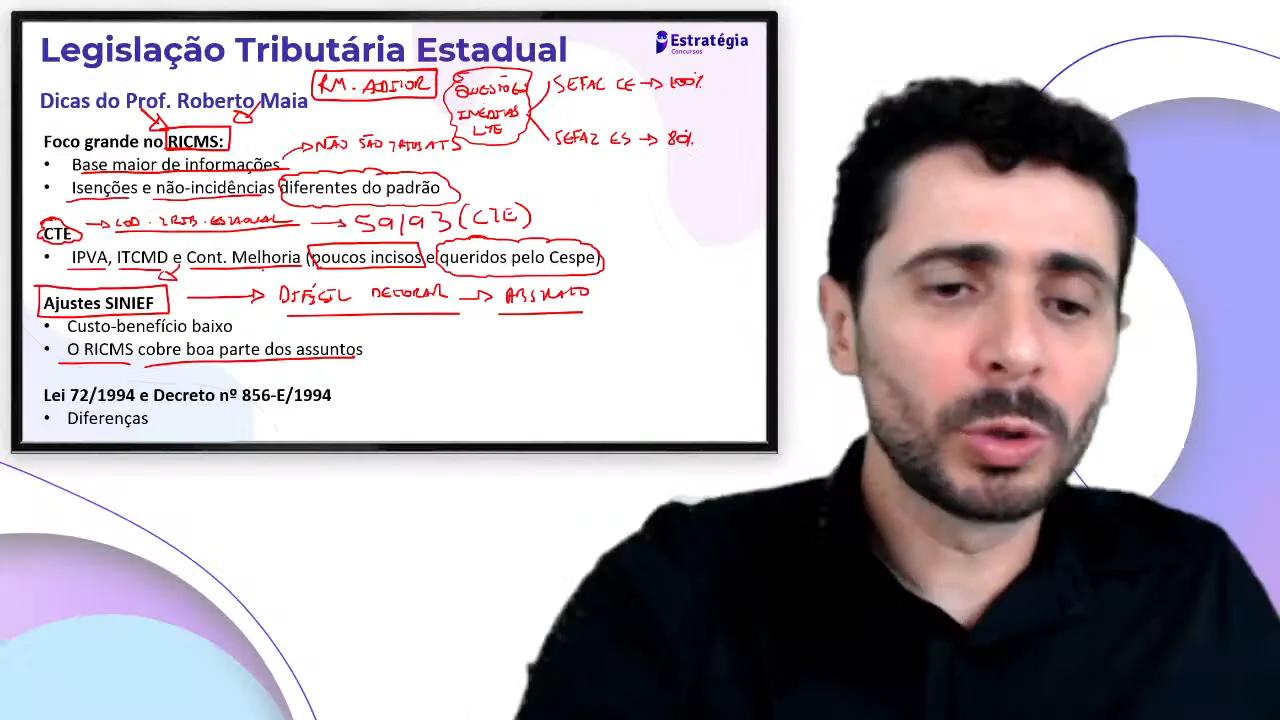 Legislação Tributária Estadual
Estratégia
Concursos
Dicas do Prof. Roberto Maia
RM. AUDITOR
QUESTÕES
INÉDITAS
LTE
SEFAZ CE → 100%
SEFAZ ES → 80%
Foco grande no RICMS:
NÃO SÃO
• Base maior de informações
• Isenções e não-incidências diferentes do padrão
COD. TRIB. ESTADUAL → 59/93 (CTE)
CTE
• IPVA, ITCMD e Cont. Melhoria (poucos incisos e queridos pelo Cespe)
Ajustes SINIEF → DIFÍCIL DECORAR → ABSTRATO
• Custo-benefício baixo
• O RICMS cobre boa parte dos assuntos
Lei 72/1994 e Decreto nº 856-E/1994
• Diferenças